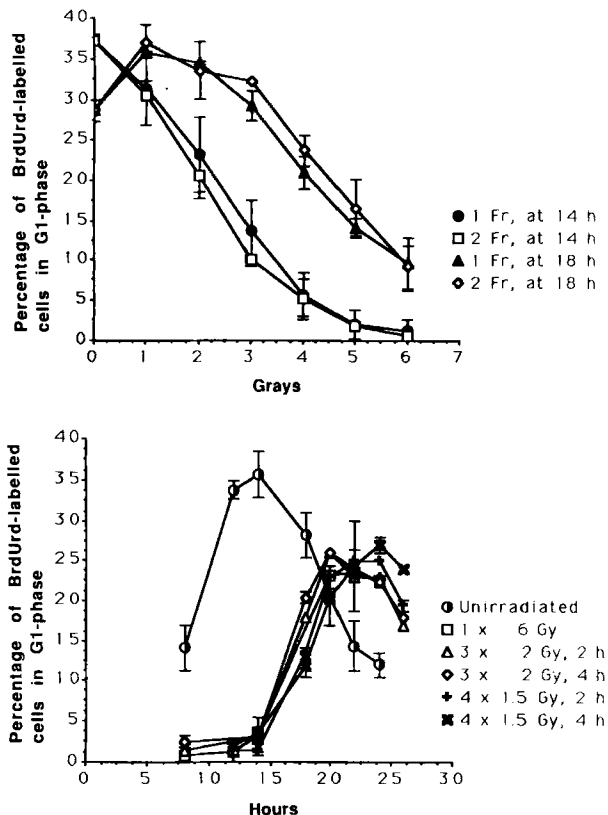 Percentage of BrdUrd-labelled
cells in G1-phase
40
35
30
25
20
15
10
5
0
0 1 2 3 4 5 6 7
Grays
1 Fr, at 14 h
2 Fr, at 14 h
1 Fr, at 18 h
2 Fr, at 18 h
Percentage of BrdUrd-labelled
cells in G1-phase
40
35
30
25
20
15
10
5
0
0 5 10 15 20 25 30
Hours
Unirradiated
1 x 6 Gy
3 x 2 Gy, 2 h
3 x 2 Gy, 4 h
4 x 1.5 Gy, 2 h
4 x 1.5 Gy, 4 h